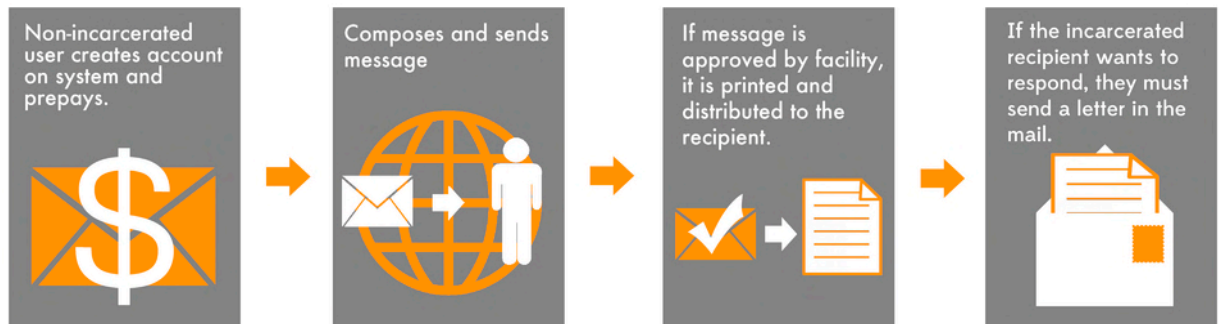 Non-incarcerated
user creates account
on system and
prepays.
Composes and sends
message
If message is
approved by facility,
it is printed and
distributed to the
recipient.
If the incarcerated
recipient wants to
respond, they must
send a letter in the
mail.
$